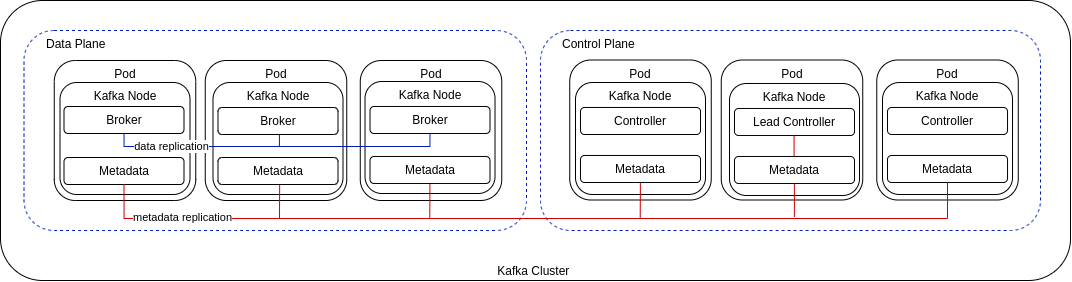 Data Plane
Control Plane
Pod
Pod
Pod
Pod
Pod
Pod
Kafka Node
Kafka Node
Kafka Node
Kafka Node
Kafka Node
Kafka Node
Broker
Broker
Broker
Controller
Lead Controller
Controller
data replication
Metadata
Metadata
Metadata
Metadata
Metadata
Metadata
metadata replication
Kafka Cluster